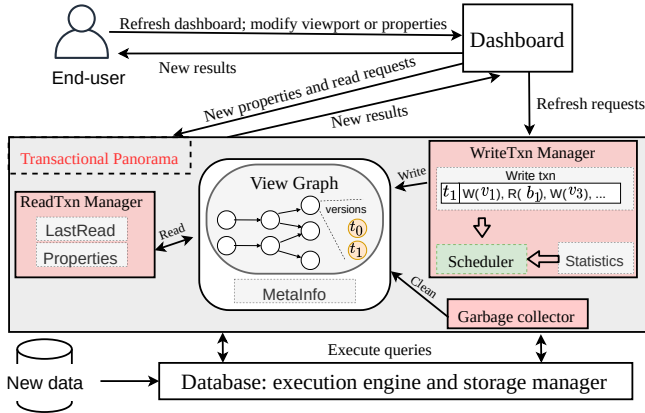 Refresh dashboard; modify viewport or properties
Dashboard
End-user
New results
New properties and read requests
New results
Refresh requests
Transactional Panorama
WriteTxn Manager
Write txn
t1 W(v1), R(b1), W(v3), ...
Scheduler
Statistics
Write
View Graph
versions
t0
t1
MetaInfo
ReadTxn Manager
LastRead
Properties
Read
Clean
Garbage collector
Execute queries
New data
Database: execution engine and storage manager